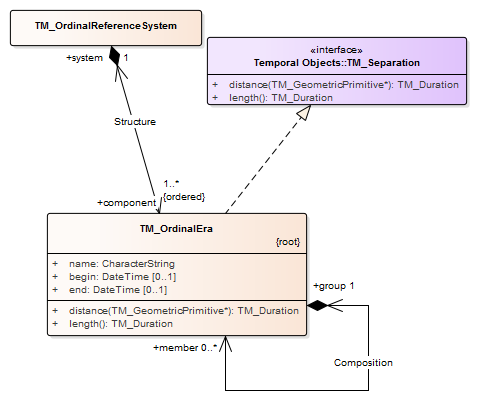 TM_OrdinalReferenceSystem
+system 1
«interface»
Temporal Objects::TM_Separation
+ distance(TM_GeometricPrimitive*): TM_Duration
+ length(): TM_Duration
Structure
1..*
+component {ordered}
TM_OrdinalEra
{root}
+ name: CharacterString
+ begin: DateTime [0..1]
+ end: DateTime [0..1]
+ distance(TM_GeometricPrimitive*): TM_Duration
+ length(): TM_Duration
+group 1
+member 0..*
Composition